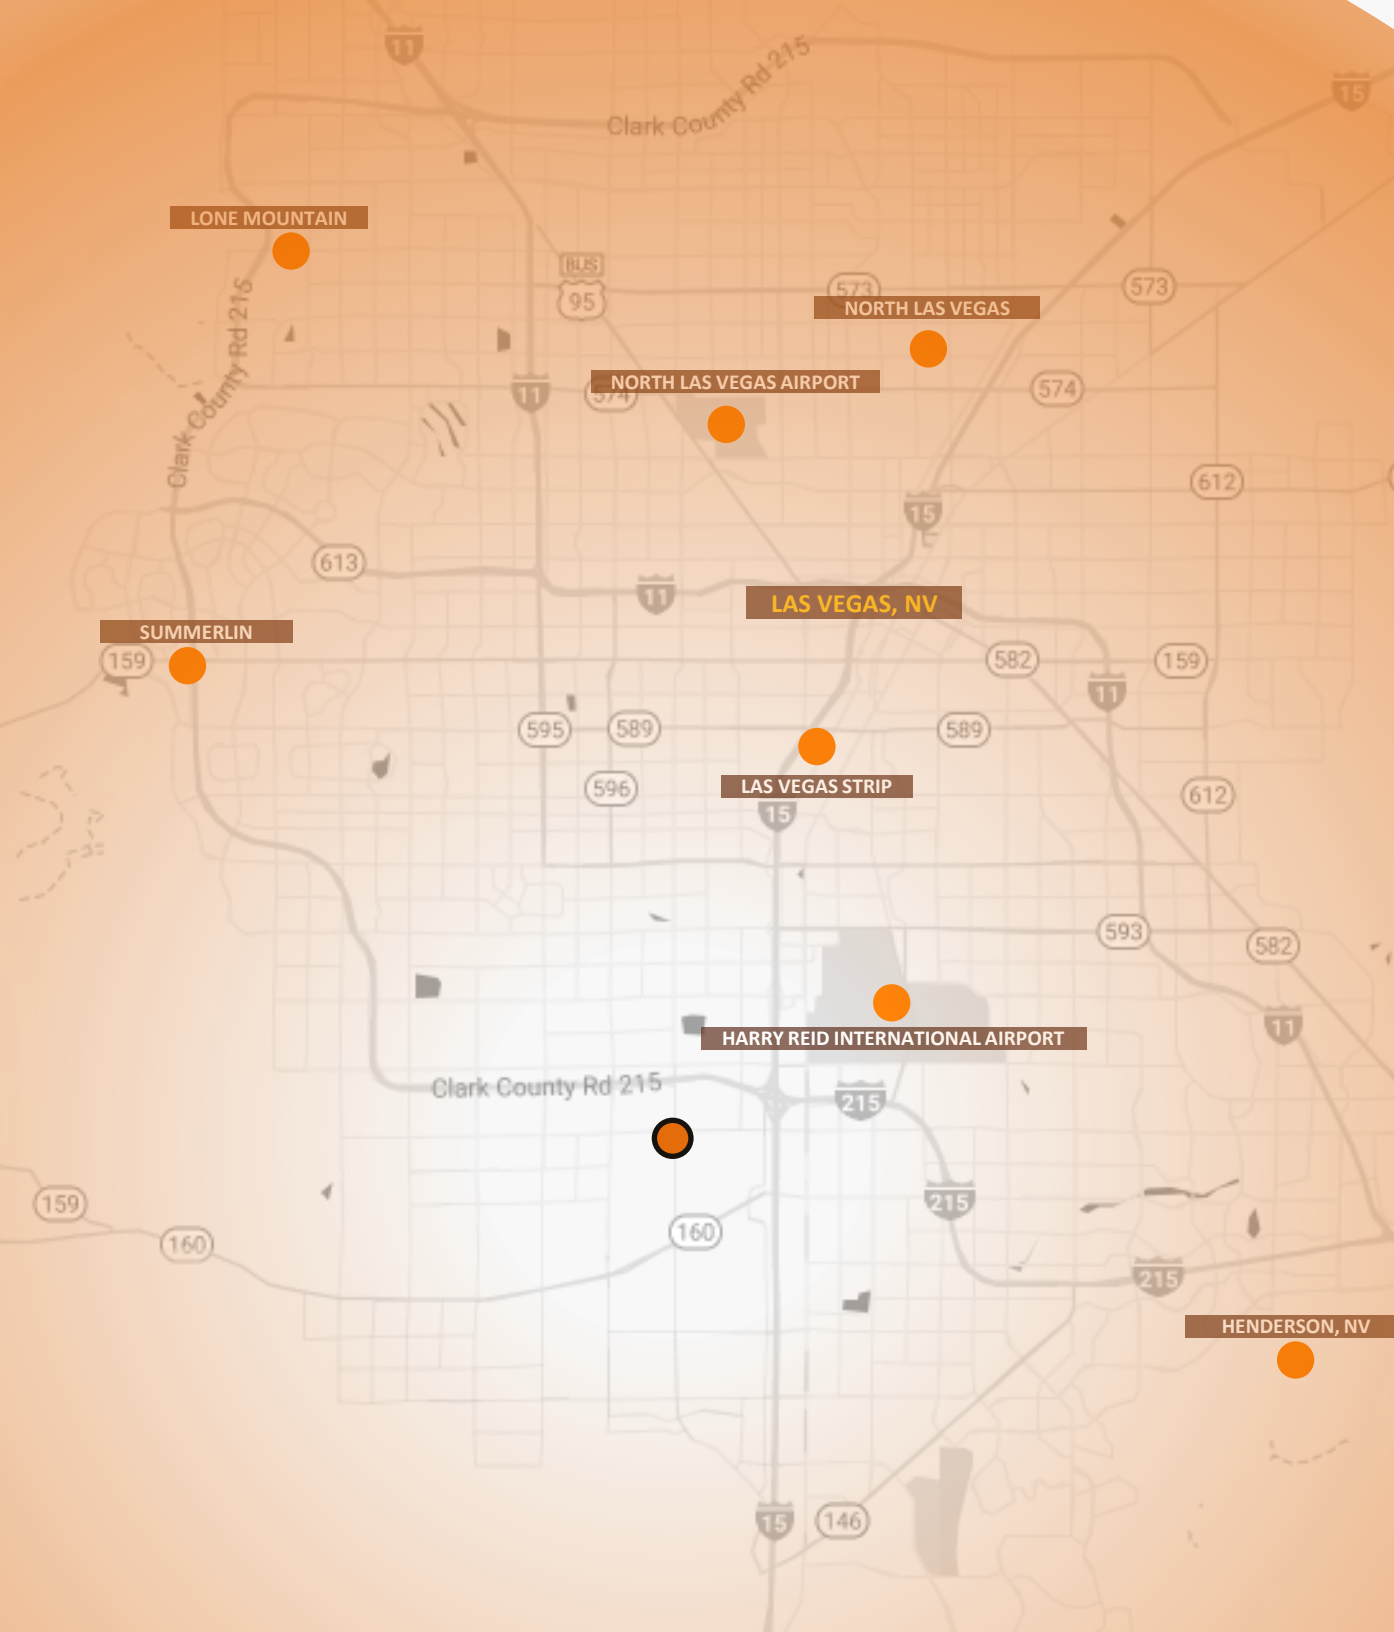 11
Clark County Rd 215
15
LONE MOUNTAIN
BUS
95
573
573
NORTH LAS VEGAS
Clark County Rd 215
NORTH LAS VEGAS AIRPORT
11
574
574
612
15
613
11
LAS VEGAS, NV
SUMMERLIN
159
582
159
11
595
589
589
LAS VEGAS STRIP
596
612
15
593
582
11
HARRY REID INTERNATIONAL AIRPORT
Clark County Rd 215
215
159
215
160
160
215
HENDERSON, NV
15
146